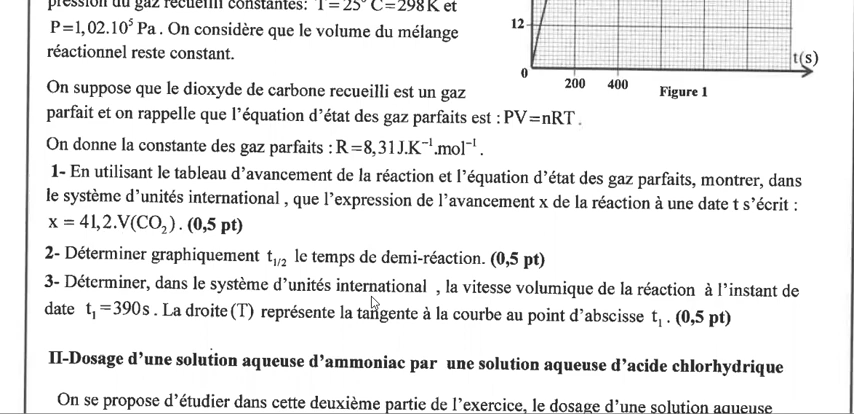 pression du gaz recueilli constantes: T=25°C=298K et
P=1,02.10⁵ Pa. On considère que le volume du mélange
réactionnel reste constant.
12
0
200
400
t(s)
Figure 1
On suppose que le dioxyde de carbone recueilli est un gaz
parfait et on rappelle que l'équation d'état des gaz parfaits est : PV=nRT.
On donne la constante des gaz parfaits : R=8,31J.K⁻¹.mol⁻¹.
1- En utilisant le tableau d'avancement de la réaction et l'équation d'état des gaz parfaits, montrer, dans
le système d'unités international , que l'expression de l'avancement x de la réaction à une date t s'écrit :
x = 41,2.V(CO₂). (0,5 pt)
2- Déterminer graphiquement t₁/₂ le temps de demi-réaction. (0,5 pt)
3- Déterminer, dans le système d'unités international , la vitesse volumique de la réaction à l'instant de
date t₁=390s. La droite (T) représente la tangente à la courbe au point d'abscisse t₁. (0,5 pt)
II-Dosage d'une solution aqueuse d'ammoniac par une solution aqueuse d'acide chlorhydrique
On se propose d'étudier dans cette deuxième partie de l'exercice, le dosage d'une solution aqueuse